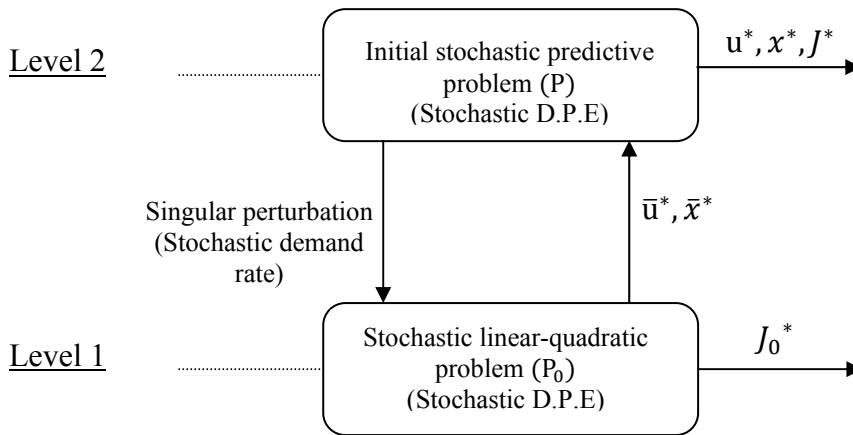 Level 2
Initial stochastic predictive
problem (P)
(Stochastic D.P.E)
u*, x*, J*
Singular perturbation
(Stochastic demand
rate)
ū*, x̄*
Level 1
Stochastic linear-quadratic
problem (P₀)
(Stochastic D.P.E)
J₀*